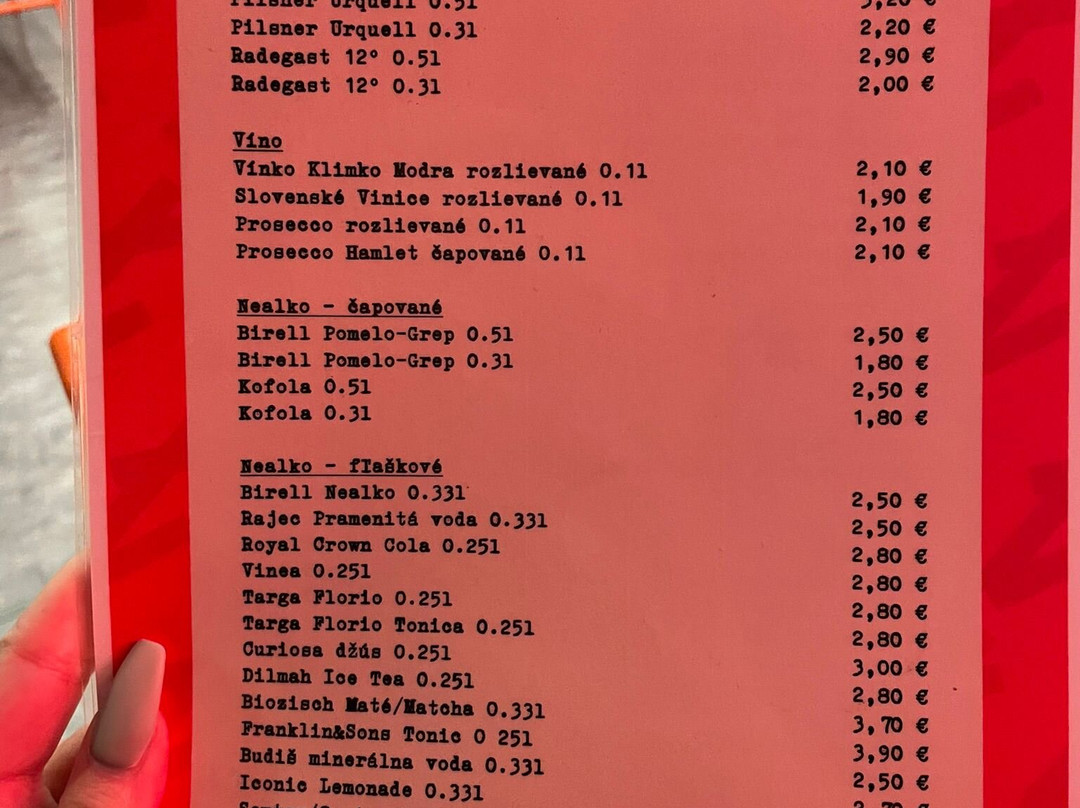 Pilsner Urquell 0.5l 3,20 €
Pilsner Urquell 0.3l 2,20 €
Radegast 12° 0.5l 2,90 €
Radegast 12° 0.3l 2,00 €
Víno
Vínko Klimko Modra rozlievané 0.1l 2,10 €
Slovenské Vinice rozlievané 0.1l 1,90 €
Prosecco rozlievané 0.1l 2,10 €
Prosecco Hamlet čapované 0.1l 2,10 €
Nealko - čapované
Birell Pomelo-Grep 0.5l 2,50 €
Birell Pomelo-Grep 0.3l 1,80 €
Kofola 0.5l 2,50 €
Kofola 0.3l 1,80 €
Nealko - fľaškové
Birell Nealko 0.33l 2,50 €
Rajec Pramenitá voda 0.33l 2,50 €
Royal Crown Cola 0.25l 2,80 €
Vinea 0.25l 2,80 €
Targa Florio 0.25l 2,80 €
Targa Florio Tonica 0.25l 2,80 €
Curiosa džús 0.25l 3,00 €
Dilmah Ice Tea 0.25l 2,80 €
Biozisch Maté/Matcha 0.33l 3,70 €
Franklin&Sons Tonic 0 25l 3,90 €
Budiš minerálna voda 0.33l 2,50 €
Iconic Lemonade 0.33l